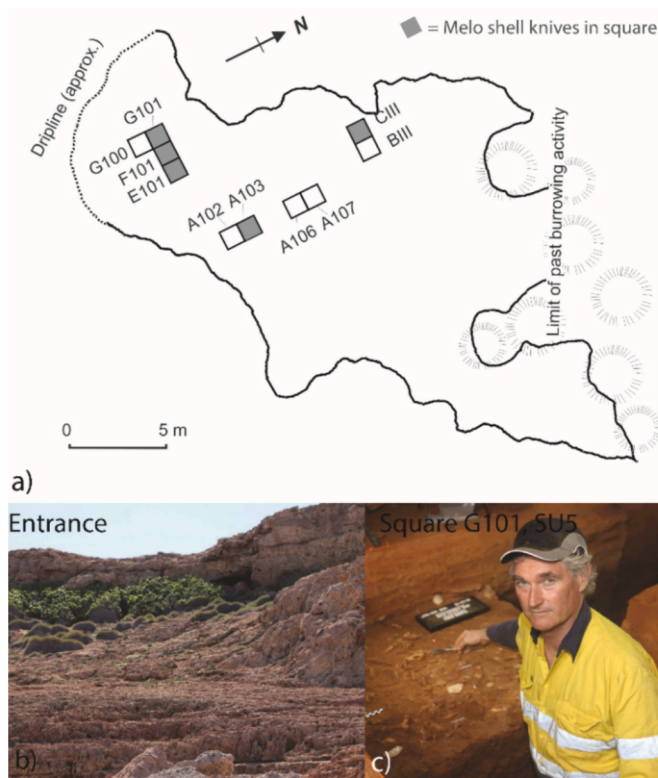 = Melo shell knives in square
N
Dripline (approx.)
G101
G100
F101
E101
CIII
BIII
A102
A103
A106
A107
Limit of past burrowing activity
0
5 m
a)
Entrance
b)
Square G101, SU5
c)